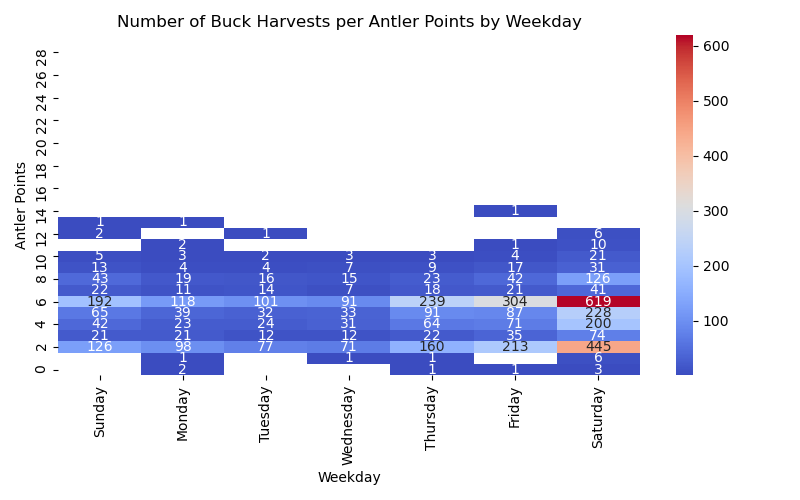 Number of Buck Harvests per Antler Points by Weekday
Antler Points
28
26
24
22
20
18
16
14 1
1 1
12 2 1 6
2 1 10
10 5 3 2 3 3 4 21
13 4 4 7 9 17 31
8 43 19 16 15 23 42 126
22 11 14 7 18 21 41
6 192 118 101 91 239 304 619
65 39 32 33 91 87 228
4 42 23 24 31 64 71 200
21 21 12 12 22 35 74
2 126 98 77 71 160 213 445
1 1 1 6
0 2 1 1 3
Sunday Monday Tuesday Wednesday Thursday Friday Saturday
Weekday
600
500
400
300
200
100